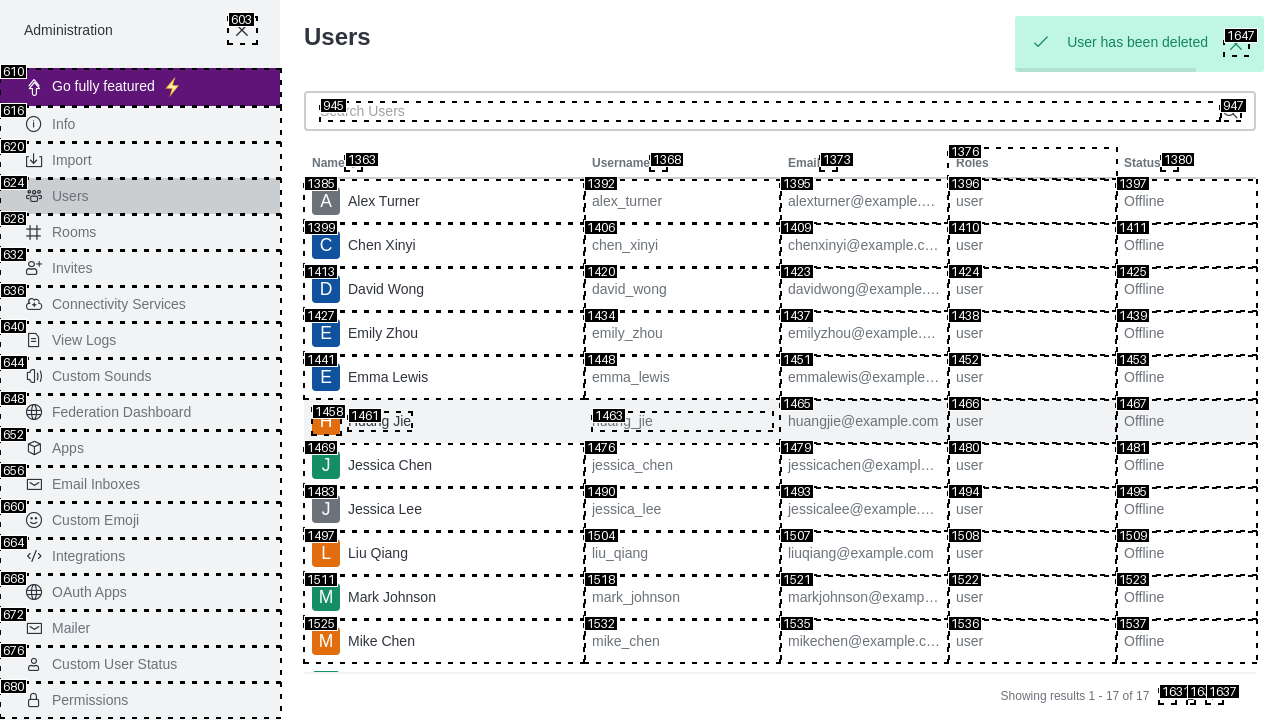 Administration
603
Users
User has been deleted
1647
610
Go fully featured
616
Info
620
Import
624
Users
628
Rooms
632
Invites
636
Connectivity Services
640
View Logs
644
Custom Sounds
648
Federation Dashboard
652
Apps
656
Email Inboxes
660
Custom Emoji
664
Integrations
668
OAuth Apps
672
Mailer
676
Custom User Status
680
Permissions
945
Search Users
947
Name 1363 Username 1368 Email 1373 1376 Roles Status 1380
1385 1392 1395 1396 1397
A Alex Turner alex_turner alexturner@example.… user Offline
1399 1406 1409 1410 1411
C Chen Xinyi chen_xinyi chenxinyi@example.c… user Offline
1413 1420 1423 1424 1425
D David Wong david_wong davidwong@example.… user Offline
1427 1434 1437 1438 1439
E Emily Zhou emily_zhou emilyzhou@example.… user Offline
1441 1448 1451 1452 1453
E Emma Lewis emma_lewis emmalewis@example… user Offline
1458 1461 1463 1465 1466 1467
H Huang Jie huang_jie huangjie@example.com user Offline
1469 1476 1479 1480 1481
J Jessica Chen jessica_chen jessicachen@exampl… user Offline
1483 1490 1493 1494 1495
J Jessica Lee jessica_lee jessicalee@example.… user Offline
1497 1504 1507 1508 1509
L Liu Qiang liu_qiang liuqiang@example.com user Offline
1511 1518 1521 1522 1523
M Mark Johnson mark_johnson markjohnson@examp… user Offline
1525 1532 1535 1536 1537
M Mike Chen mike_chen mikechen@example.c… user Offline
Showing results 1 - 17 of 17
1631
1637